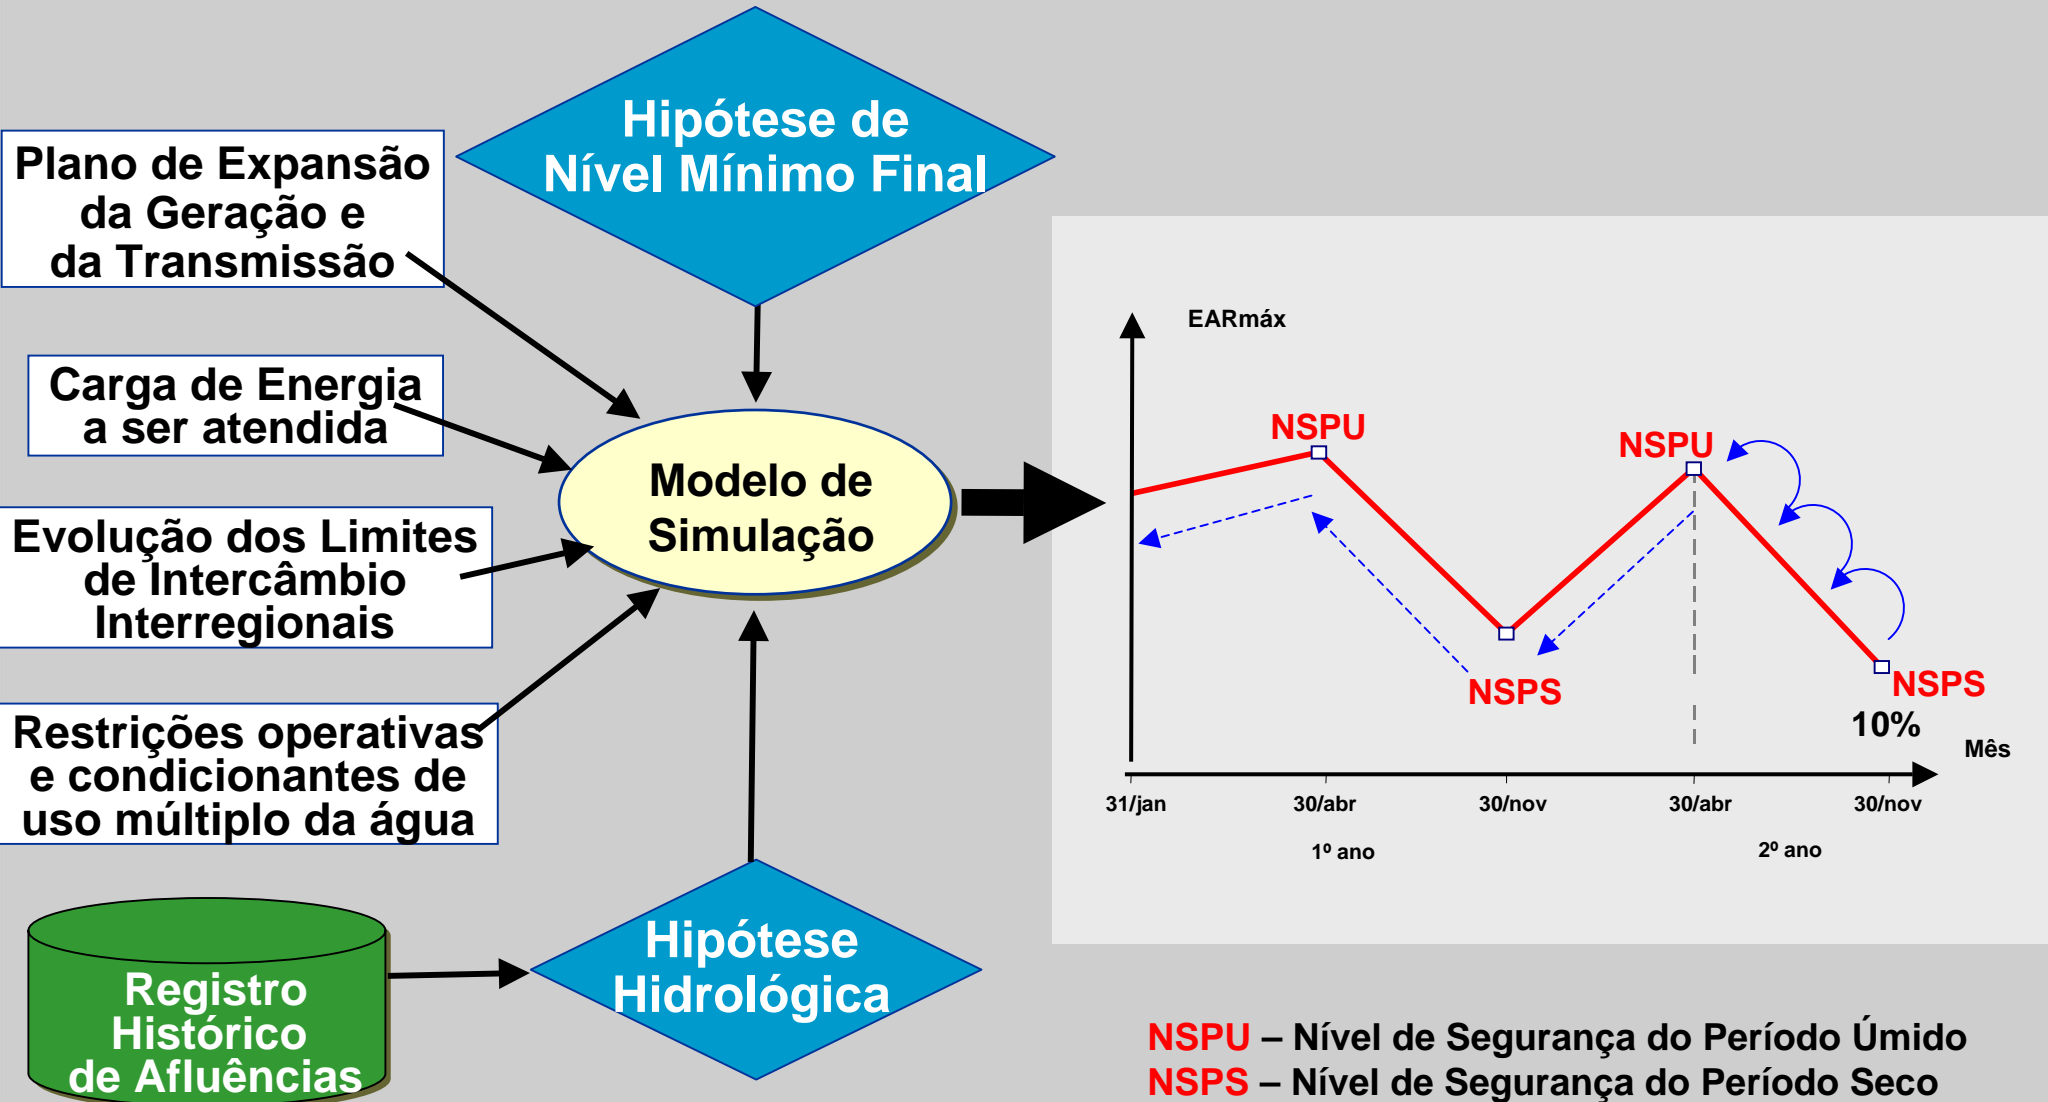 Hipótese de
Nível Mínimo Final
Plano de Expansão
da Geração e
da Transmissão
Carga de Energia
a ser atendida
Evolução dos Limites
de Intercâmbio
Interregionais
Restrições operativas
e condicionantes de
uso múltiplo da água
Registro
Histórico
de Afluências
Modelo de
Simulação
Hipótese
Hidrológica
EARmáx
NSPU
NSPU
NSPS
NSPS
10%
Mês
31/jan 30/abr 30/nov 30/abr 30/nov
1º ano 2º ano
NSPU – Nível de Segurança do Período Úmido
NSPS – Nível de Segurança do Período Seco